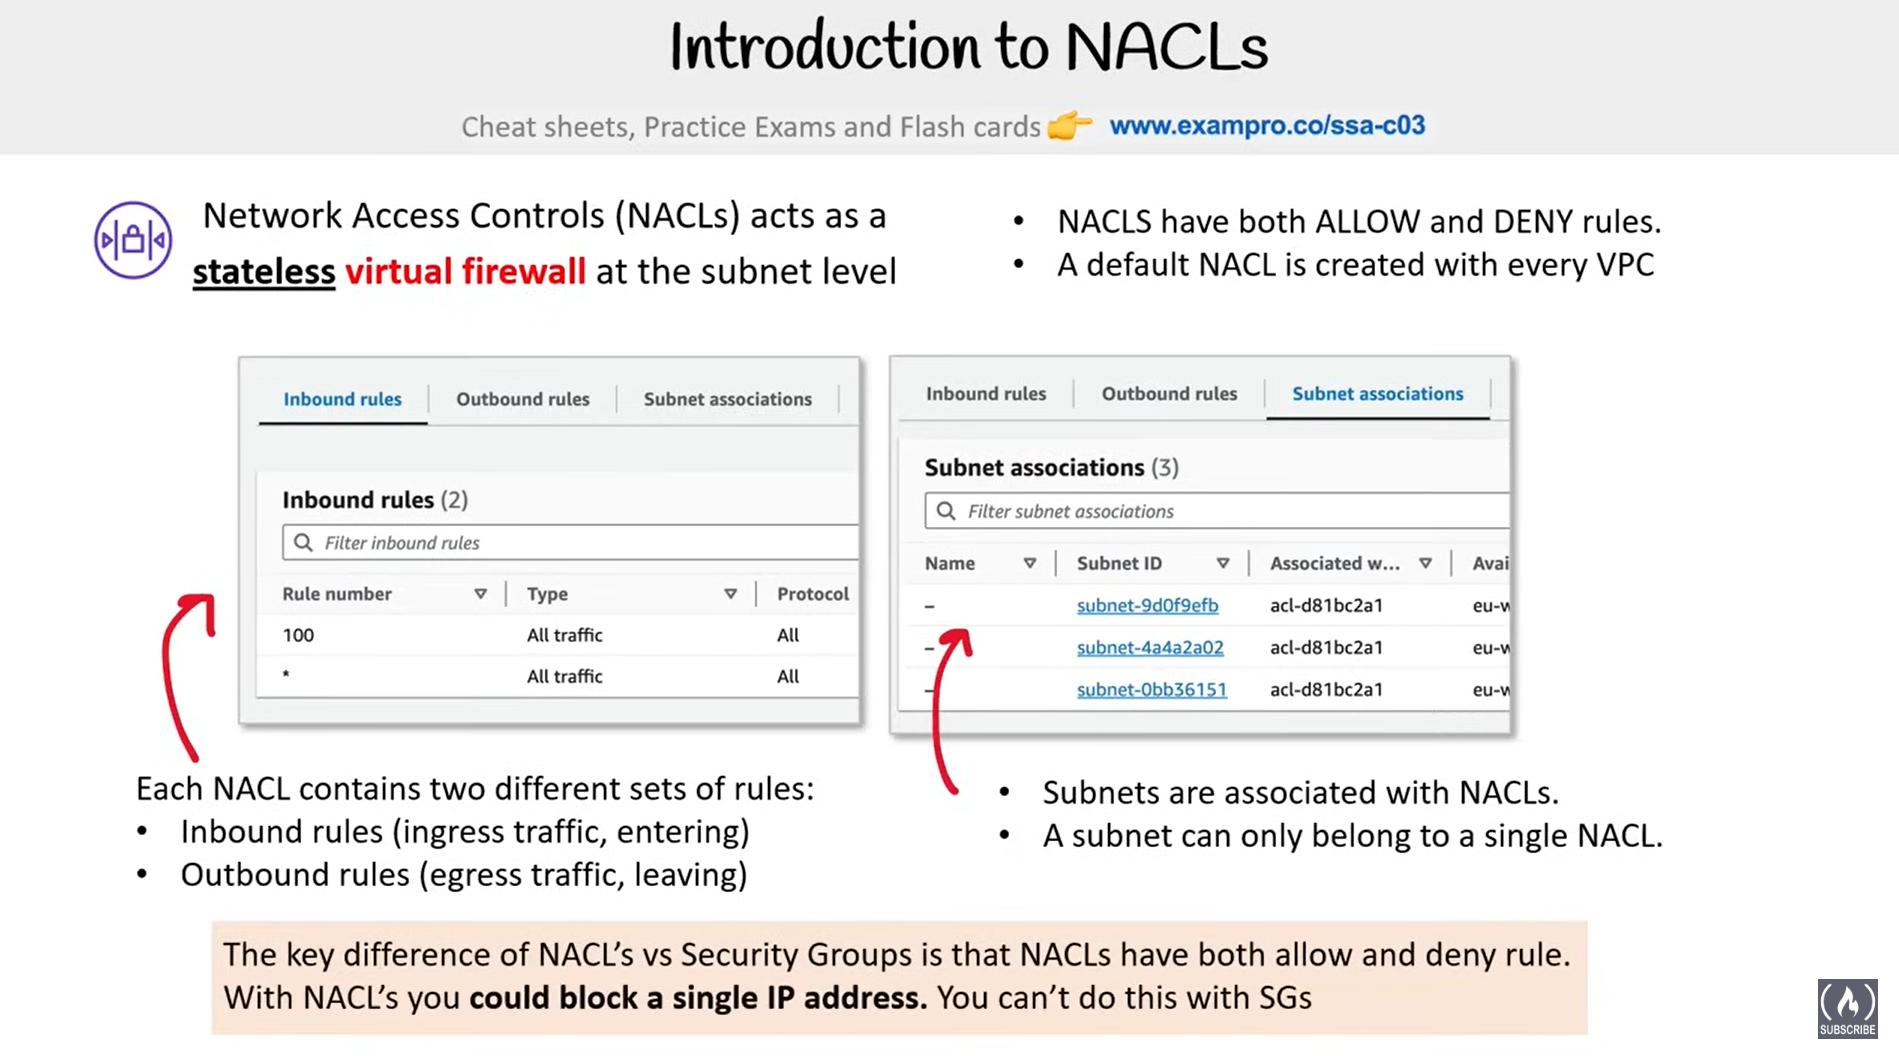 Introduction to NACLs
Cheat sheets, Practice Exams and Flash cards 👉 www.exampro.co/ssa-c03
Network Access Controls (NACLs) acts as a
stateless virtual firewall at the subnet level
• NACLS have both ALLOW and DENY rules.
• A default NACL is created with every VPC
Inbound rules | Outbound rules | Subnet associations
Inbound rules (2)
Filter inbound rules
Rule number Type Protocol
100 All traffic All
* All traffic All
Inbound rules | Outbound rules | Subnet associations
Subnet associations (3)
Filter subnet associations
Name Subnet ID Associated w... Avai
– subnet-9d0f9efb acl-d81bc2a1 eu-w
– subnet-4a4a2a02 acl-d81bc2a1 eu-w
– subnet-0bb36151 acl-d81bc2a1 eu-w
Each NACL contains two different sets of rules:
• Inbound rules (ingress traffic, entering)
• Outbound rules (egress traffic, leaving)
• Subnets are associated with NACLs.
• A subnet can only belong to a single NACL.
The key difference of NACL’s vs Security Groups is that NACLs have both allow and deny rule.
With NACL’s you could block a single IP address. You can’t do this with SGs
SUBSCRIBE